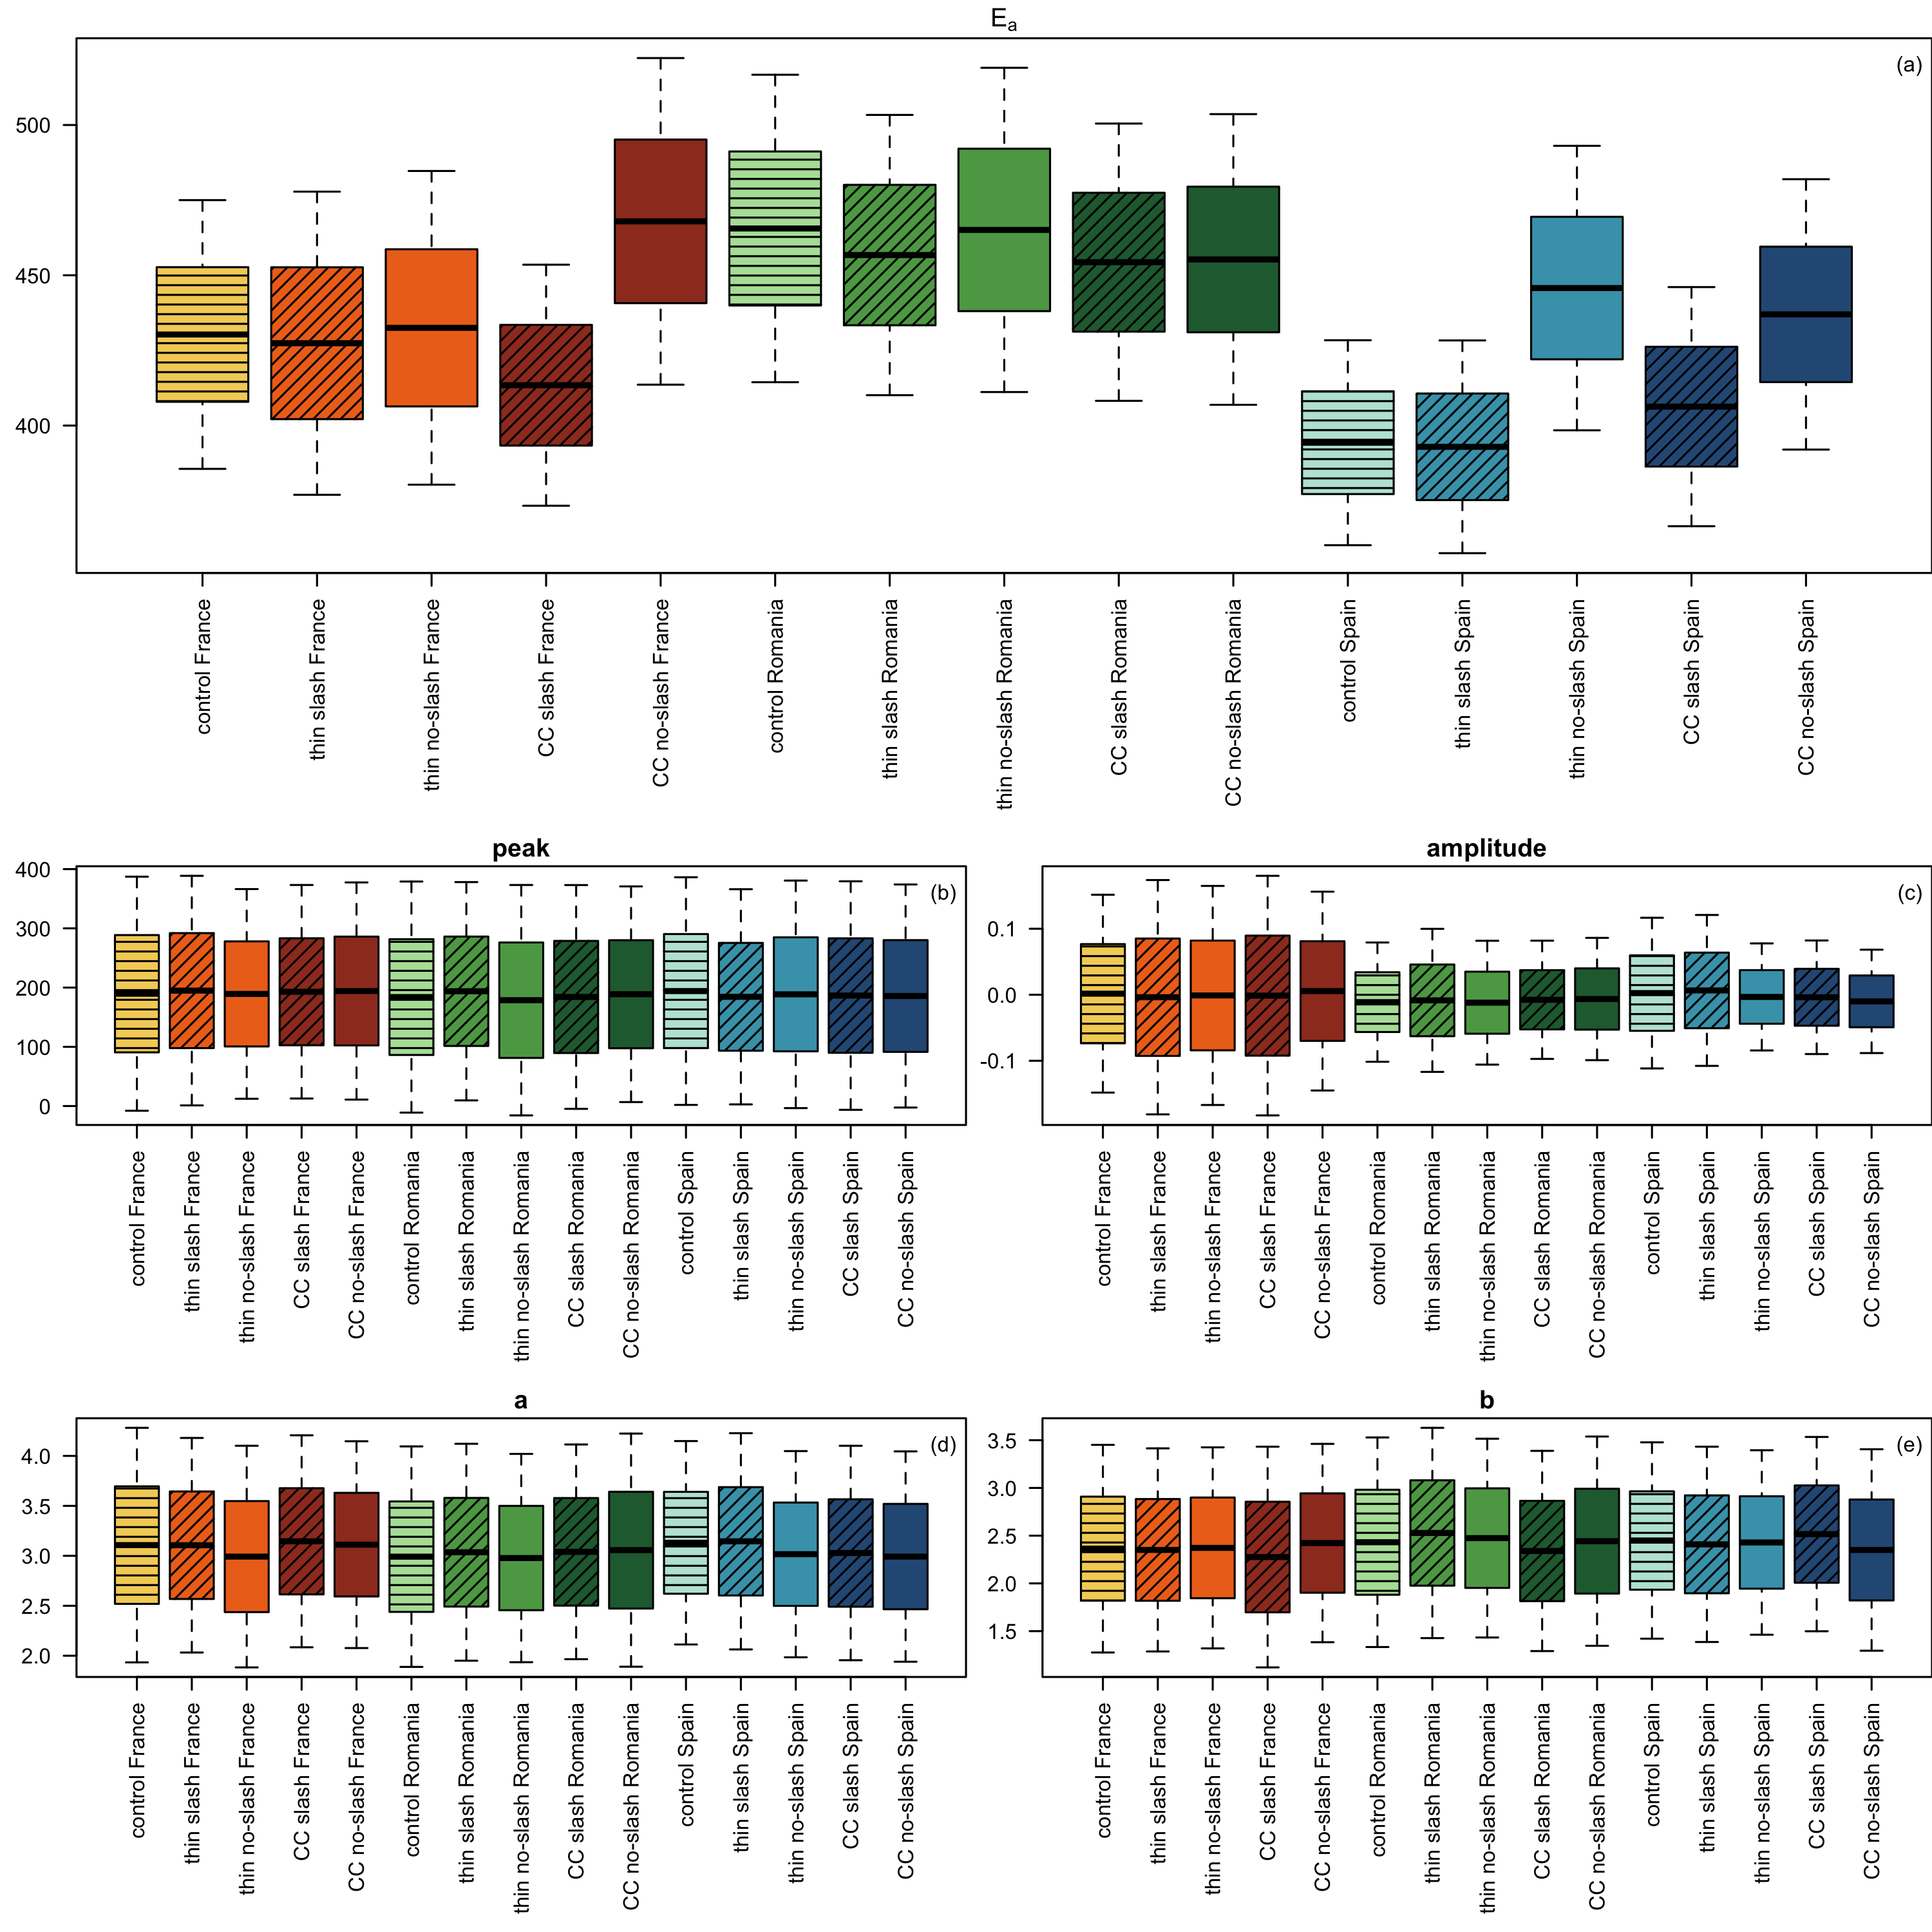 Eₐ
(a)
500
450
400
control France
thin slash France
thin no-slash France
CC slash France
CC no-slash France
control Romania
thin slash Romania
thin no-slash Romania
CC slash Romania
CC no-slash Romania
control Spain
thin slash Spain
thin no-slash Spain
CC slash Spain
CC no-slash Spain
peak
(b)
400
300
200
100
0
control France
thin slash France
thin no-slash France
CC slash France
CC no-slash France
control Romania
thin slash Romania
thin no-slash Romania
CC slash Romania
CC no-slash Romania
control Spain
thin slash Spain
thin no-slash Spain
CC slash Spain
CC no-slash Spain
amplitude
(c)
0.1
0.0
-0.1
control France
thin slash France
thin no-slash France
CC slash France
CC no-slash France
control Romania
thin slash Romania
thin no-slash Romania
CC slash Romania
CC no-slash Romania
control Spain
thin slash Spain
thin no-slash Spain
CC slash Spain
CC no-slash Spain
a
(d)
4.0
3.5
3.0
2.5
2.0
control France
thin slash France
thin no-slash France
CC slash France
CC no-slash France
control Romania
thin slash Romania
thin no-slash Romania
CC slash Romania
CC no-slash Romania
control Spain
thin slash Spain
thin no-slash Spain
CC slash Spain
CC no-slash Spain
b
(e)
3.5
3.0
2.5
2.0
1.5
control France
thin slash France
thin no-slash France
CC slash France
CC no-slash France
control Romania
thin slash Romania
thin no-slash Romania
CC slash Romania
CC no-slash Romania
control Spain
thin slash Spain
thin no-slash Spain
CC slash Spain
CC no-slash Spain